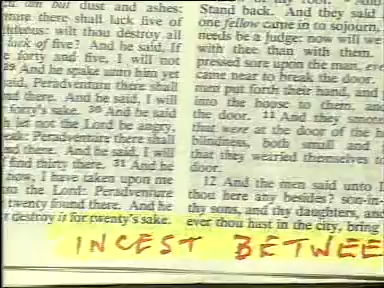 am but dust and ashes:
there shall lack five of
wilt thou destroy all
lack of five? And he said, If
forty and five, I will not
29 And he spake unto him yet
said, Peradventure there shall
found there. And he said, I will
forty's sake. 30 And he said
let not the Lord be angry,
speak: Peradventure there shall
found there. And he said, I will
find thirty there. 31 And he
now, I have taken upon me
unto the Lord: Peradventure
twenty found there. And he
destroy it for twenty's sake.
Stand back. And they said
one fellow came in to sojourn,
needs be a judge: now will we
with thee than with them.
pressed sore upon the man, even
came near to break the door.
men put forth their hand, and
into the house to them, and
the door. 11 And they smote
that were at the door of the h
blindness, both small and
that they wearied themselves to
door.
12 And the men said unto
thou here any besides? son-in-
thy sons, and thy daughters, and
ever thou hast in the city, bring
INCEST BETWEE